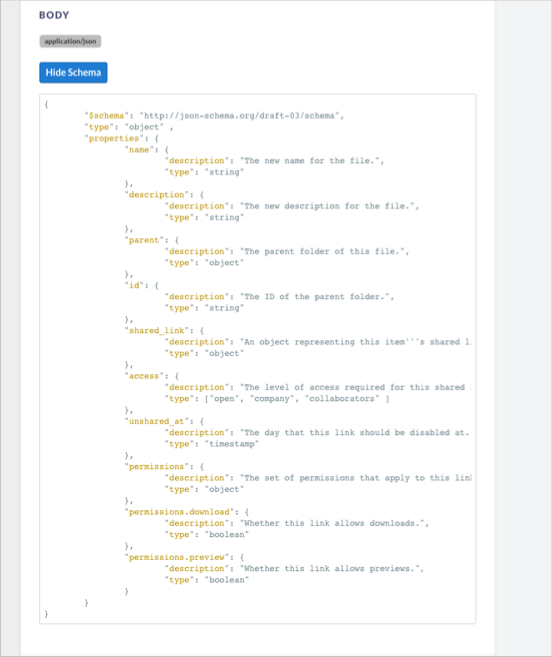 BODY
application/json
Hide Schema
{
"$schema": "http://json-schema.org/draft-03/schema",
"type": "object" ,
"properties": {
"name": {
"description": "The new name for the file.",
"type": "string"
},
"description": {
"description": "The new description for the file.",
"type": "string"
},
"parent": {
"description": "The parent folder of this file.",
"type": "object"
},
"id": {
"description": "The ID of the parent folder.",
"type": "string"
},
"shared_link": {
"description": "An object representing this item'''s shared l
"type": "object"
},
"access": {
"description": "The level of access required for this shared
"type": ["open", "company", "collaborators" ]
},
"unshared_at": {
"description": "The day that this link should be disabled at.
"type": "timestamp"
},
"permissions": {
"description": "The set of permissions that apply to this link
"type": "object"
},
"permissions.download": {
"description": "Whether this link allows downloads.",
"type": "boolean"
},
"permissions.preview": {
"description": "Whether this link allows previews.",
"type": "boolean"
}
}
}